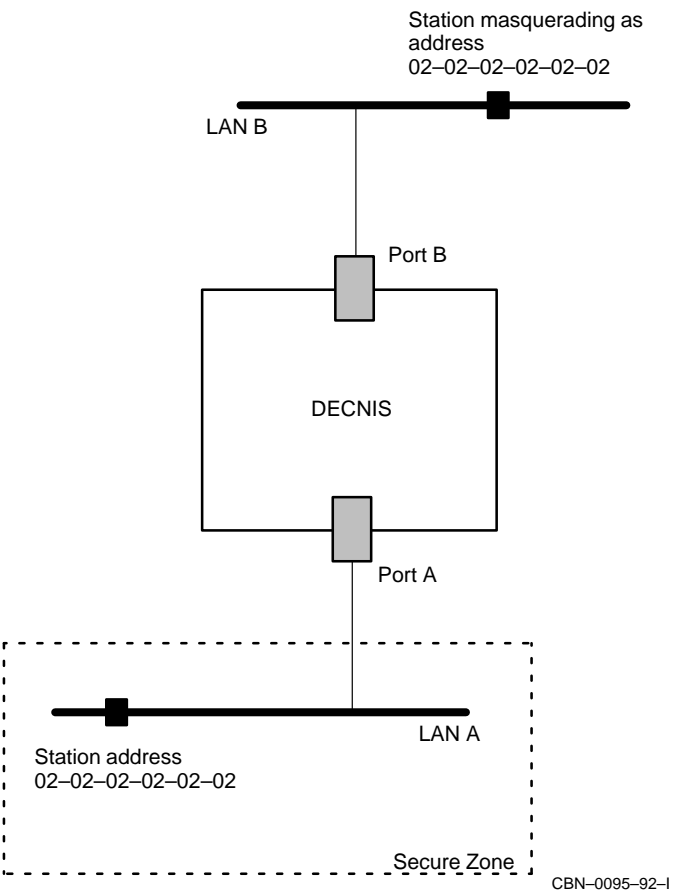 Station masquerading as
address
02–02–02–02–02–02
LAN B
Port B
DECNIS
Port A
LAN A
Station address
02–02–02–02–02–02
Secure Zone
CBN–0095–92–I